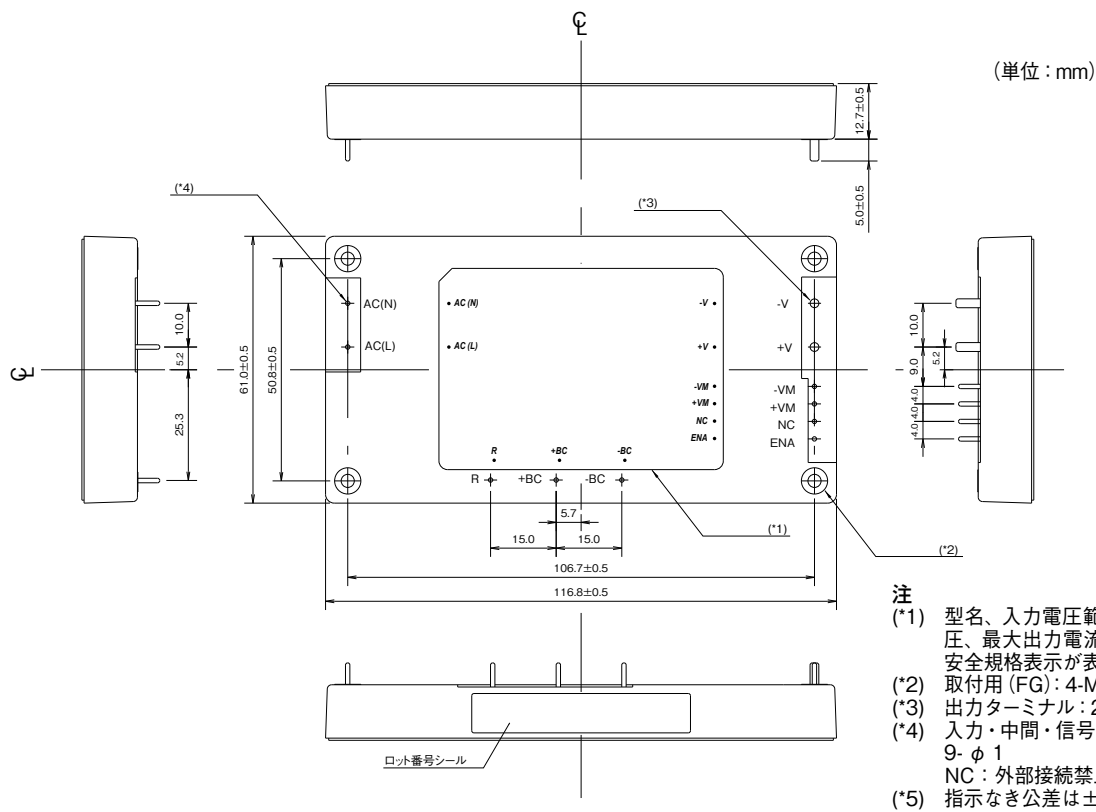 ℄
(単位：mm)
12.7±0.5
5.0±0.5
(*4)
(*3)
AC(N)
AC(L)
AC (N)
AC (L)
-V
+V
-VM
+VM
NC
ENA
-V
+V
-VM
+VM
NC
ENA
R
+BC
-BC
R
+BC
-BC
℄
10.0
5.2
25.3
61.0±0.5
50.8±0.5
10.0
5.2
9.0
4.0
4.0
4.0
5.7
15.0
15.0
106.7±0.5
116.8±0.5
(*1)
(*2)
ロット番号シール
注
(*1) 型名、入力電圧範
圧、最大出力電流
安全規格表示が表
(*2) 取付用 (FG)：4-M
(*3) 出力ターミナル：2
(*4) 入力・中間・信号
9- φ 1
NC：外部接続禁
(*5) 指示なき公差は±